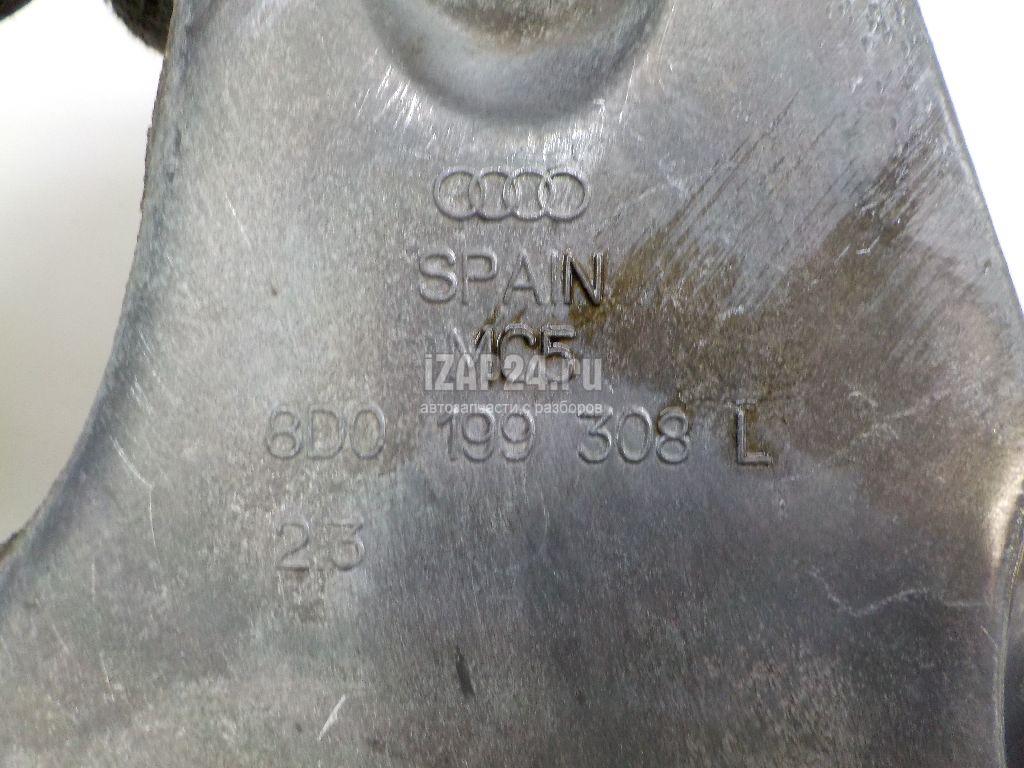 SPAIN
MC5
iZAP24.ru
автозапчасти с разборов
8D0 199 308 L
23